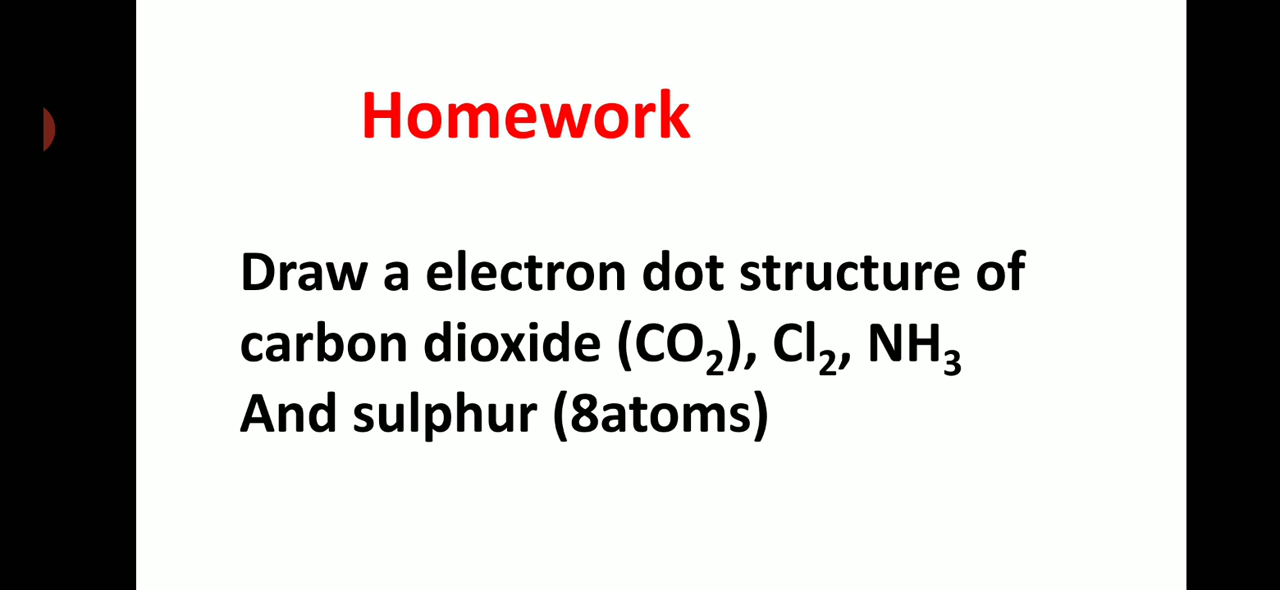 Homework
Draw a electron dot structure of
carbon dioxide (CO₂), Cl₂, NH₃
And sulphur (8atoms)